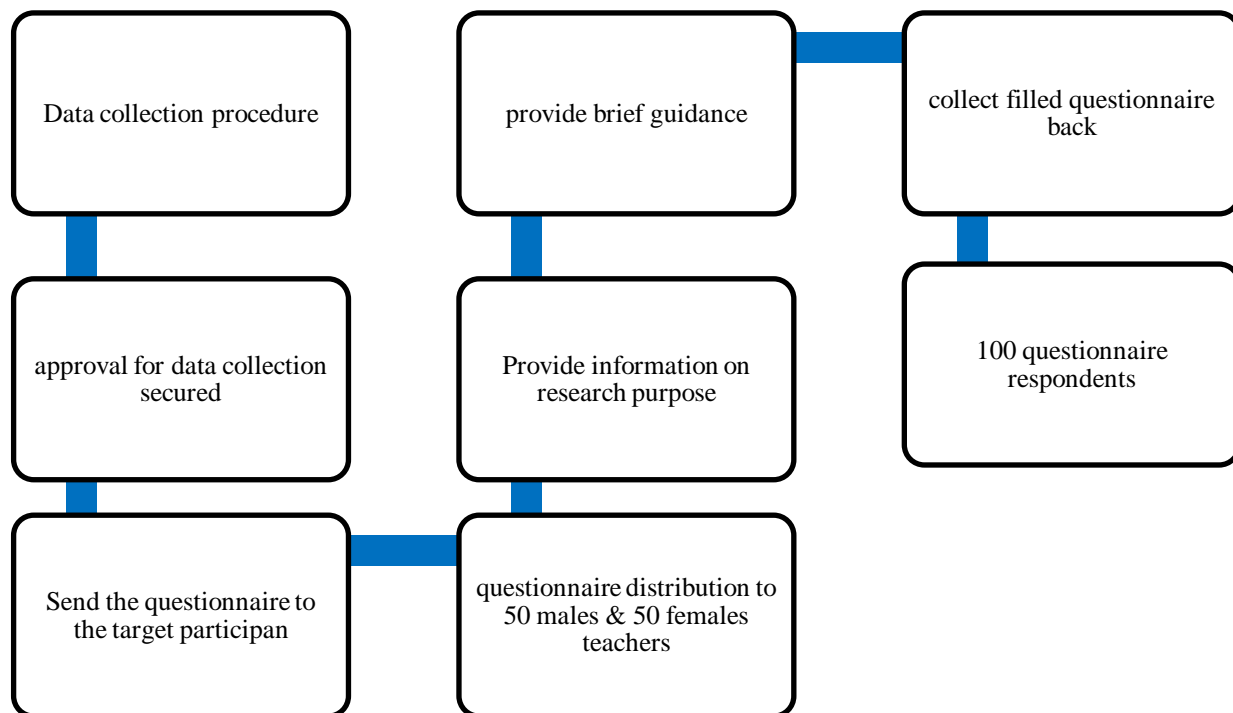 Data collection procedure
approval for data collection
secured
Send the questionnaire to
the target participan
questionnaire distribution to
50 males & 50 females
teachers
Provide information on
research purpose
provide brief guidance
collect filled questionnaire
back
100 questionnaire
respondents